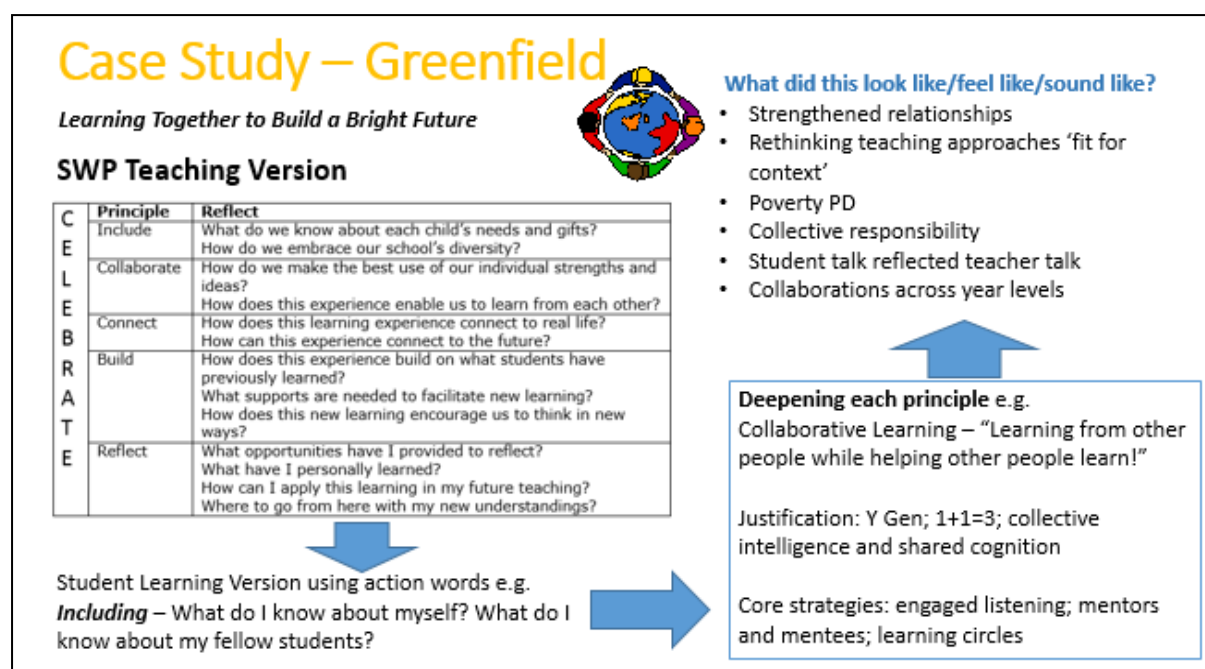 Case Study – Greenfield
Learning Together to Build a Bright Future
SWP Teaching Version
C
E
L
E
B
R
A
T
E
Principle Reflect
Include What do we know about each child's needs and gifts?
How do we embrace our school's diversity?
Collaborate How do we make the best use of our individual strengths and
ideas?
How does this experience enable us to learn from each other?
Connect How does this learning experience connect to real life?
How can this experience connect to the future?
Build How does this experience build on what students have
previously learned?
What supports are needed to facilitate new learning?
How does this new learning encourage us to think in new
ways?
Reflect What opportunities have I provided to reflect?
What have I personally learned?
How can I apply this learning in my future teaching?
Where to go from here with my new understandings?
Student Learning Version using action words e.g.
Including – What do I know about myself? What do I
know about my fellow students?
Deepening each principle e.g.
Collaborative Learning – “Learning from other
people while helping other people learn!”
Justification: Y Gen; 1+1=3; collective
intelligence and shared cognition
Core strategies: engaged listening; mentors
and mentees; learning circles
What did this look like/feel like/sound like?
• Strengthened relationships
• Rethinking teaching approaches ‘fit for
context’
• Poverty PD
• Collective responsibility
• Student talk reflected teacher talk
• Collaborations across year levels